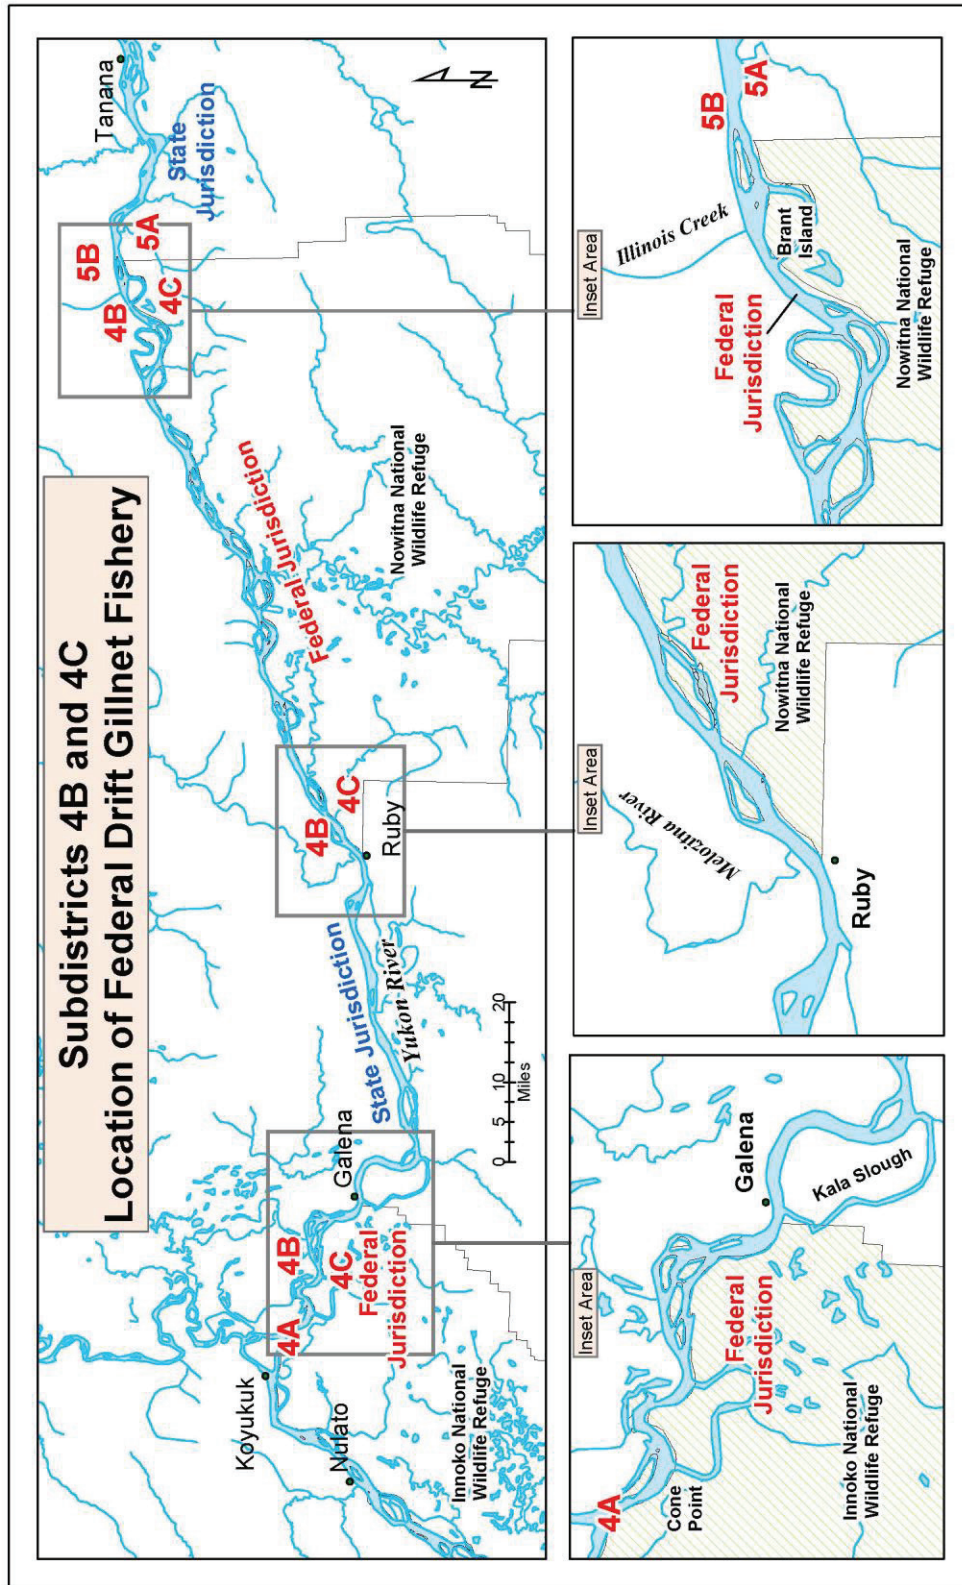 Subdistricts 4B and 4C
Location of Federal Drift Gillnet Fishery
Koyukuk
Nulato
4A
4B
4C
Federal
Jurisdiction
Innoko National
Wildlife Refuge
Galena
State Jurisdiction
Yukon River
0 5 10 20
Miles
4B
4C
Ruby
Federal Jurisdiction
Nowitna National
Wildlife Refuge
4B
5B
4C
5A
State
Jurisdiction
Tanana
N
Inset Area
4A
Cone
Point
Galena
Kala Slough
Federal
Jurisdiction
Innoko National
Wildlife Refuge
Inset Area
Melozitna River
Ruby
Federal
Jurisdiction
Nowitna National
Wildlife Refuge
Inset Area
Illinois Creek
5B
5A
Federal
Jurisdiction
Brant
Island
Nowitna National
Wildlife Refuge